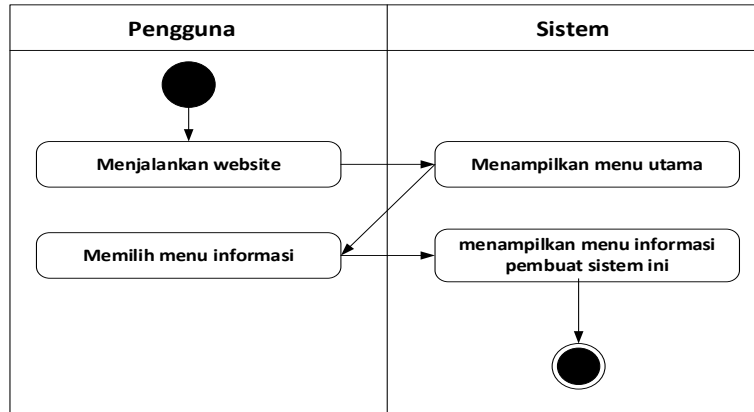 Pengguna
Sistem
Menjalankan website
Menampilkan menu utama
Memilih menu informasi
menampilkan menu informasi
pembuat sistem ini